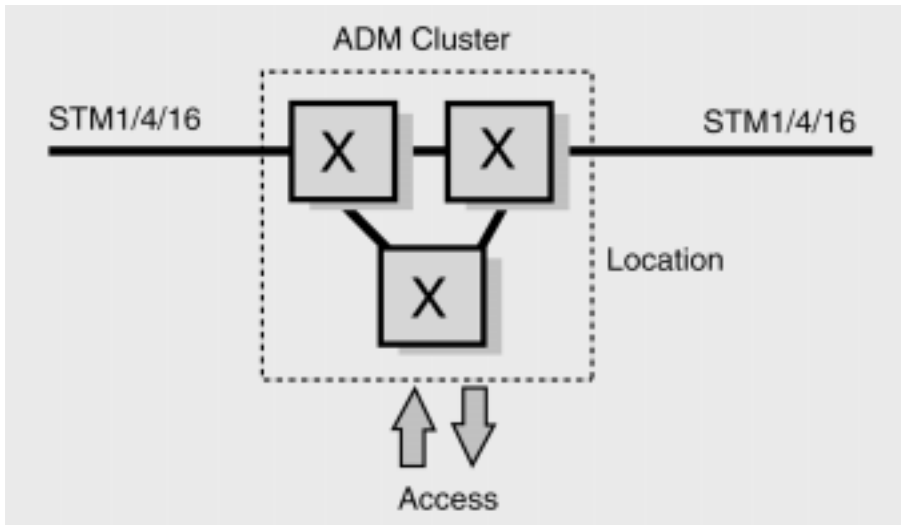 ADM Cluster
STM1/4/16
STM1/4/16
X
X
Location
X
Access